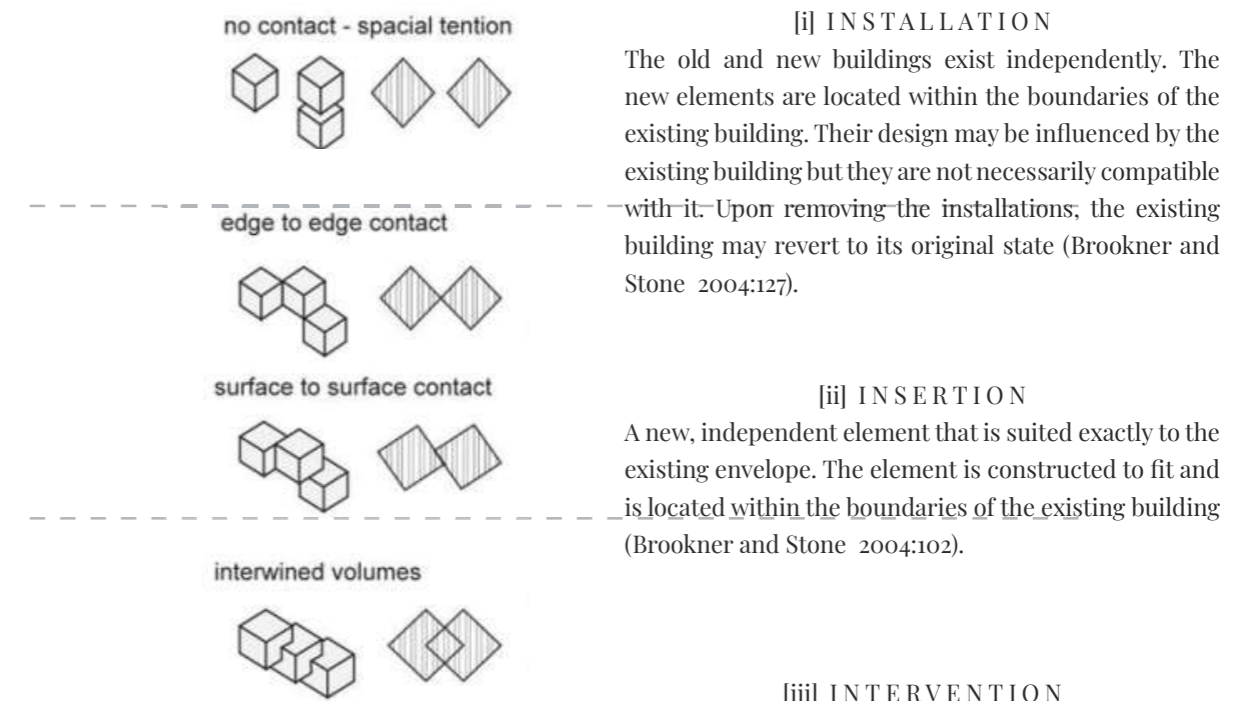 no contact - spacial tention
edge to edge contact
surface to surface contact
interwined volumes
[i] INSTALLATION
The old and new buildings exist independently. The
new elements are located within the boundaries of the
existing building. Their design may be influenced by the
existing building but they are not necessarily compatible
with it. Upon removing the installations, the existing
building may revert to its original state (Brookner and
Stone 2004:127).
[ii] INSERTION
A new, independent element that is suited exactly to the
existing envelope. The element is constructed to fit and
is located within the boundaries of the existing building
(Brookner and Stone 2004:102).
[iii] INTERVENTION